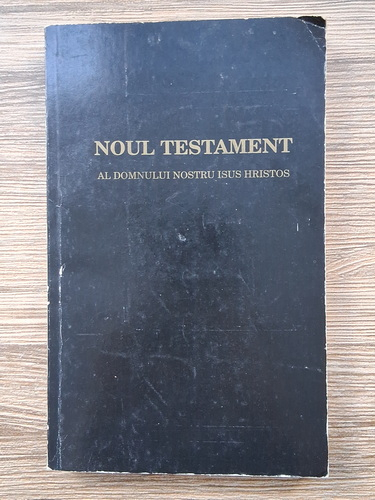 NOUL TESTAMENT
AL DOMNULUI NOSTRU ISUS HRISTOS